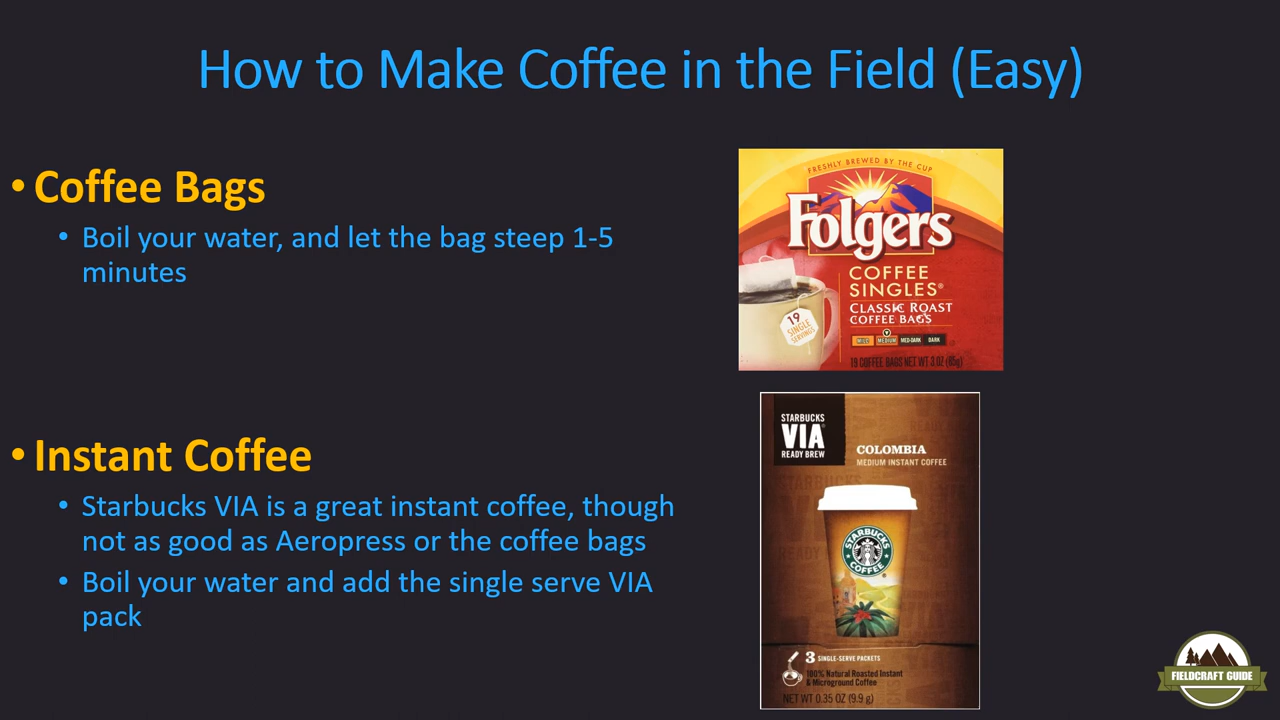 How to Make Coffee in the Field (Easy)
• Coffee Bags
• Boil your water, and let the bag steep 1-5
minutes
FRESHLY BREWED BY THE CUP
Folgers
COFFEE
SINGLES®
CLASSIC ROAST
COFFEE BAGS
19
SINGLE
SERVINGS
MILD MEDIUM MED-DARK DARK
19 COFFEE BAGS NET WT 3 OZ (85g)
• Instant Coffee
• Starbucks VIA is a great instant coffee, though
not as good as Aeropress or the coffee bags
• Boil your water and add the single serve VIA
pack
STARBUCKS
VIA
READY BREW
COLOMBIA
MEDIUM INSTANT COFFEE
STARBUCKS
COFFEE
3 SINGLE-SERVE PACKETS
100% Natural Roasted Instant
& Microground Coffee
NET WT 0.35 OZ (9.9 g)
FIELDCRAFT GUIDE